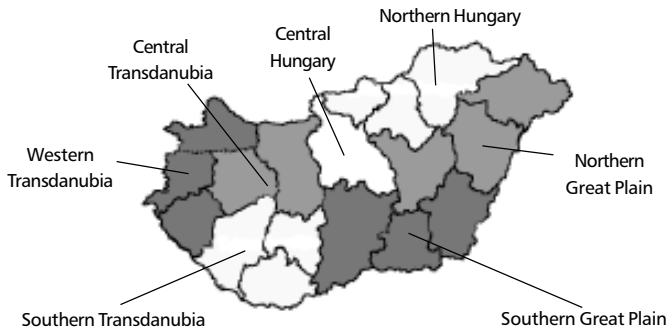 Northern Hungary
Central
Transdanubia
Central
Hungary
Western
Transdanubia
Northern
Great Plain
Southern Transdanubia
Southern Great Plain